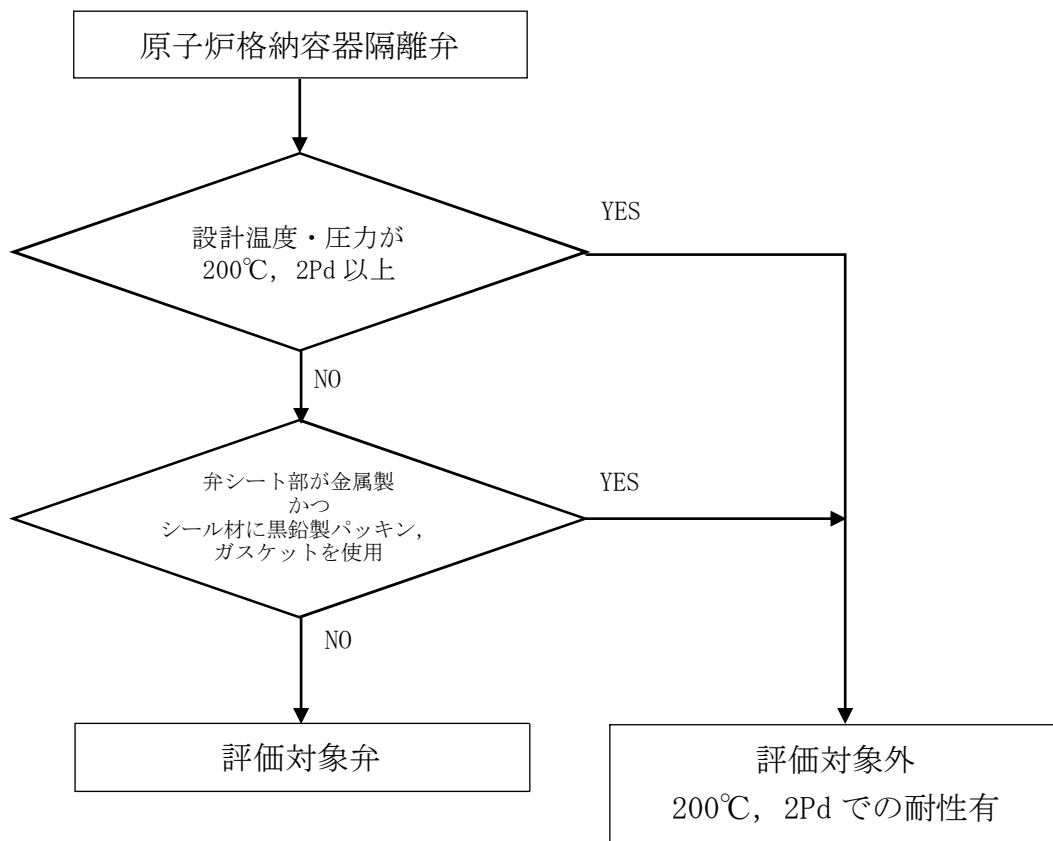 原子炉格納容器隔離弁
YES
設計温度・圧力が
200℃, 2Pd 以上
NO
弁シート部が金属製
かつ
シール材に黒鉛製パッキン,
ガスケットを使用
YES
NO
評価対象弁
評価対象外
200℃, 2Pd での耐性有